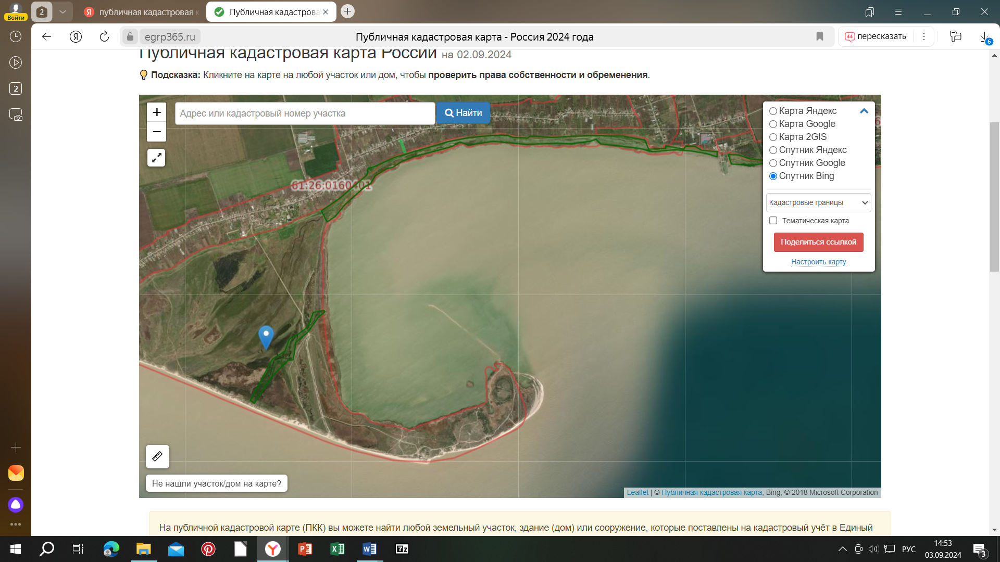 Войти
2
публичная кадастровая к
Публичная кадастрова
egrp365.ru
Публичная кадастровая карта - Россия 2024 года
пересказать
6
2
Публичная кадастровая карта России на 02.09.2024
Подсказка: Кликните на карте на любой участок или дом, чтобы проверить права собственности и обременения.
+
Адрес или кадастровый номер участка
Найти
−
Карта Яндекс
Карта Google
Карта 2GIS
Спутник Яндекс
Спутник Google
Спутник Bing
61:26:0160401
Кадастровые границы
Тематическая карта
Поделиться ссылкой
Настроить карту
Не нашли участок/дом на карте?
Leaflet | © Публичная кадастровая карта, Bing, © 2018 Microsoft Corporation
На публичной кадастровой карте (ПКК) вы можете найти любой земельный участок, здание (дом) или сооружение, которые поставлены на кадастровый учёт в Единый
РУС
14:53
03.09.2024
3